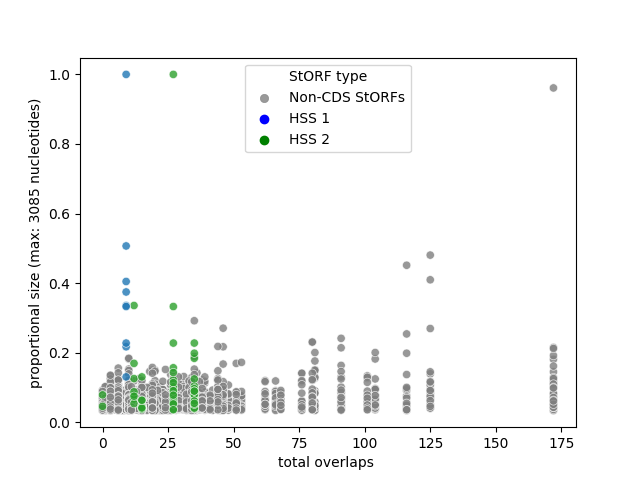 StORF type
Non-CDS StORFs
HSS 1
HSS 2
proportional size (max: 3085 nucleotides)
1.0
0.8
0.6
0.4
0.2
0.0
0 25 50 75 100 125 150 175
total overlaps